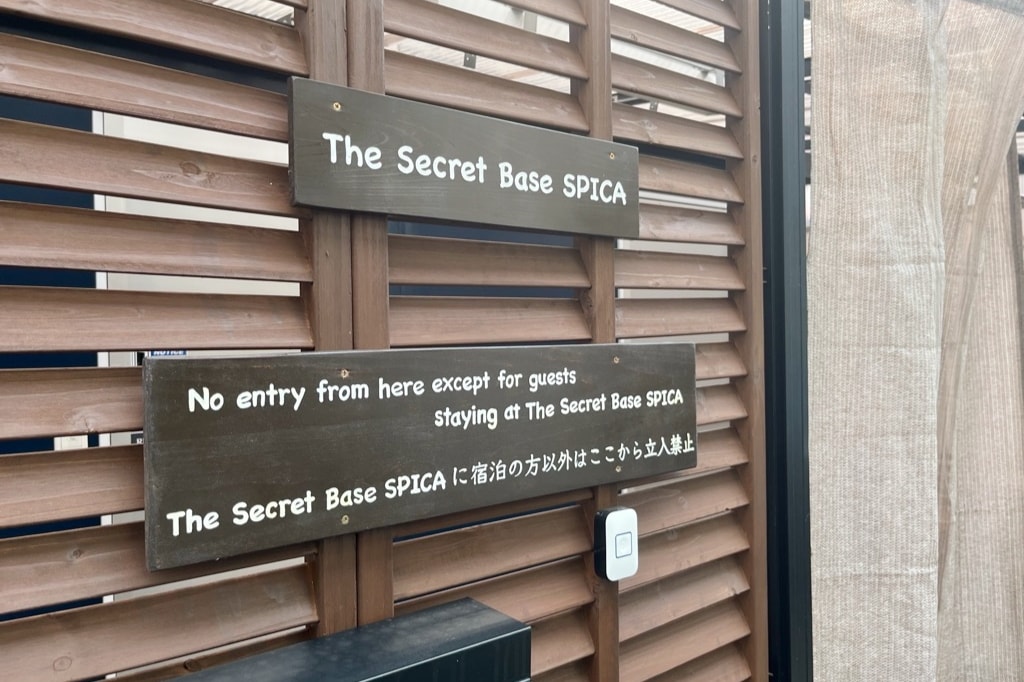 The Secret Base SPICA
NOTICE
No entry from here except for guests
staying at The Secret Base SPICA
The Secret Base SPICA に宿泊の方以外はここから立入禁止